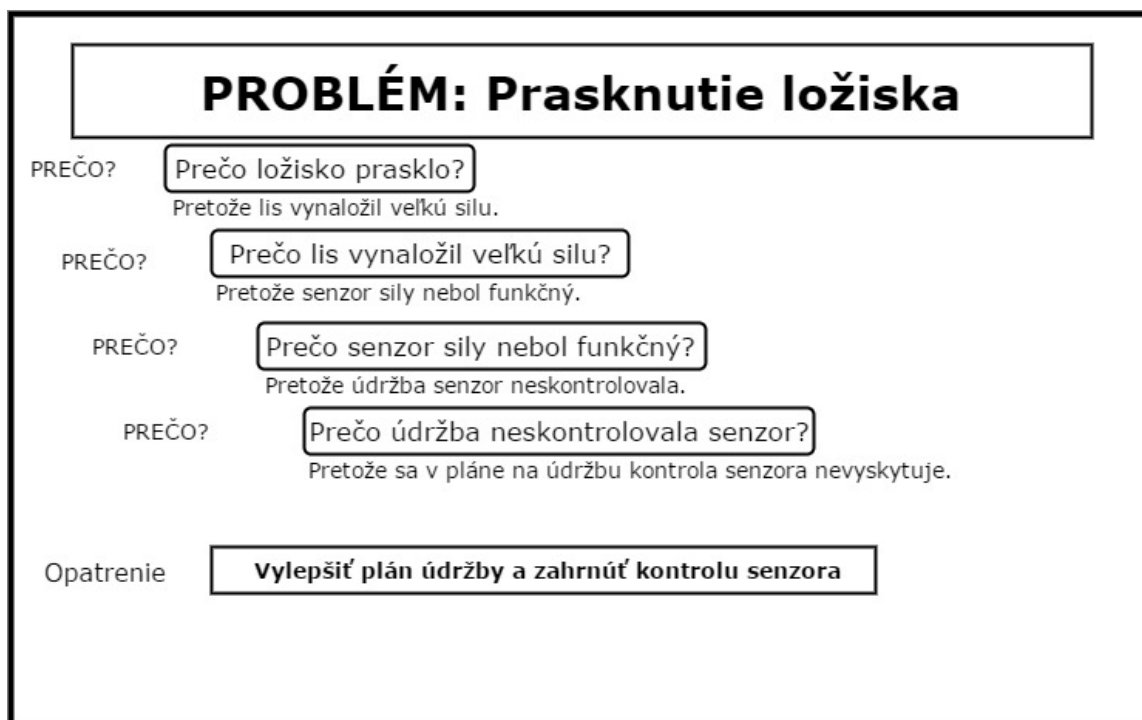 PROBLÉM: Prasknutie ložiska
PREČO? Prečo ložisko prasklo?
Pretože lis vynaložil veľkú silu.
PREČO? Prečo lis vynaložil veľkú silu?
Pretože senzor sily nebol funkčný.
PREČO? Prečo senzor sily nebol funkčný?
Pretože údržba senzor neskontrolovala.
PREČO? Prečo údržba neskontrolovala senzor?
Pretože sa v pláne na údržbu kontrola senzora nevyskytuje.
Opatrenie Vylepšiť plán údržby a zahrnúť kontrolu senzora